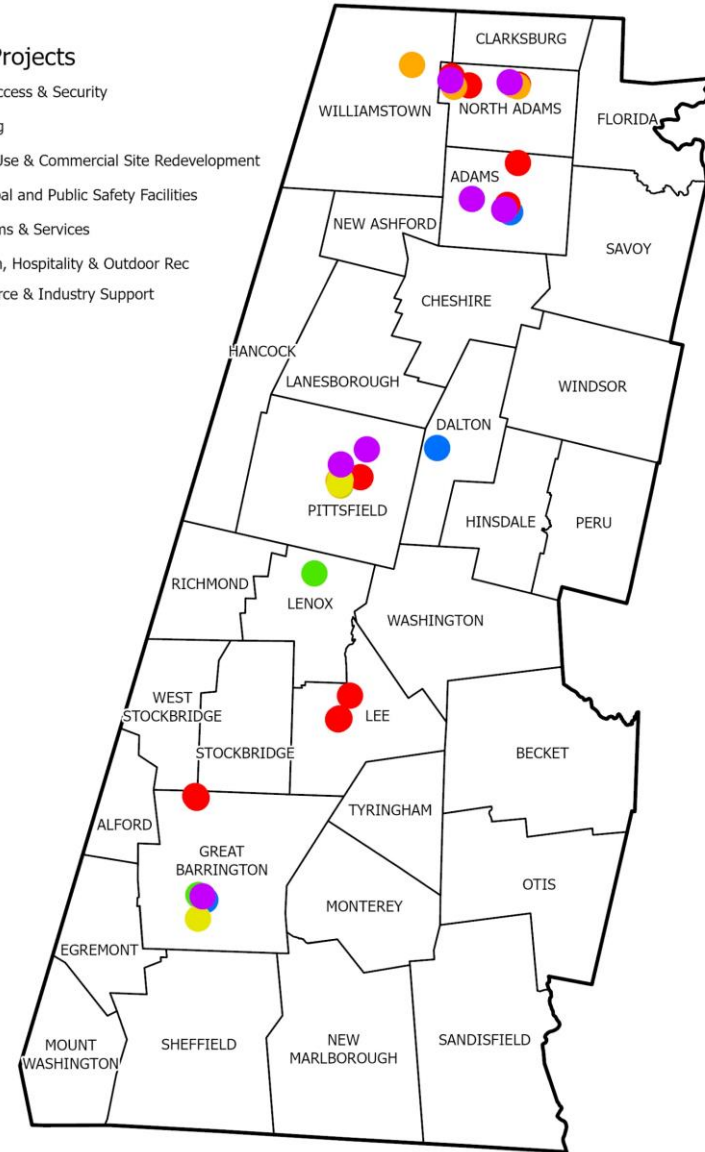 Projects
ccess & Security
g
Use & Commercial Site Redevelopment
pal and Public Safety Facilities
ms & Services
n, Hospitality & Outdoor Rec
rce & Industry Support
CLARKSBURG
WILLIAMSTOWN
NORTH ADAMS
FLORIDA
ADAMS
NEW ASHFORD
SAVOY
CHESHIRE
HANCOCK
LANESBOROUGH
WINDSOR
DALTON
PITTSFIELD
HINSDALE
PERU
RICHMOND
LENOX
WASHINGTON
WEST
STOCKBRIDGE
LEE
STOCKBRIDGE
BECKET
TYRINGHAM
ALFORD
GREAT
BARRINGTON
OTIS
MONTEREY
EGREMONT
MOUNT
WASHINGTON
SHEFFIELD
NEW
MARLBOROUGH
SANDISFIELD